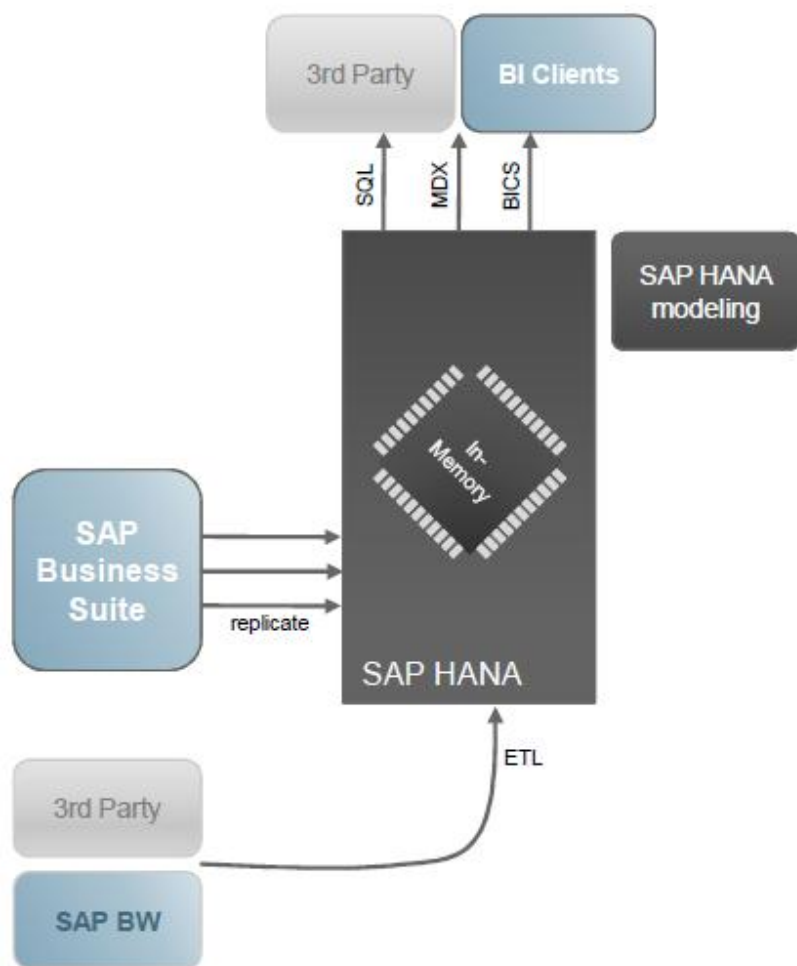 3rd Party
BI Clients
SQL
MDX
BICS
SAP HANA
modeling
In-
Memory
SAP
Business
Suite
replicate
SAP HANA
ETL
3rd Party
SAP BW